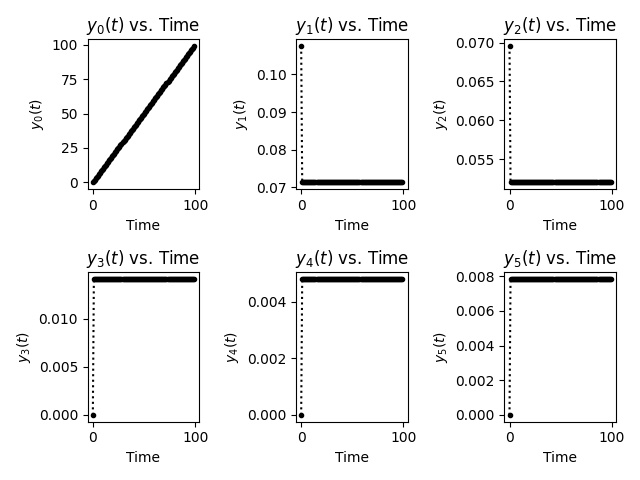 y₀(t) vs. Time
y₁(t) vs. Time
y₂(t) vs. Time
y₀(t)
100
75
50
25
0
0
100
Time
y₁(t)
0.10
0.09
0.08
0.07
0
100
Time
y₂(t)
0.070
0.065
0.060
0.055
0
100
Time
y₃(t) vs. Time
y₄(t) vs. Time
y₅(t) vs. Time
y₃(t)
0.010
0.005
0.000
0
100
Time
y₄(t)
0.004
0.002
0.000
0
100
Time
y₅(t)
0.008
0.006
0.004
0.002
0.000
0
100
Time